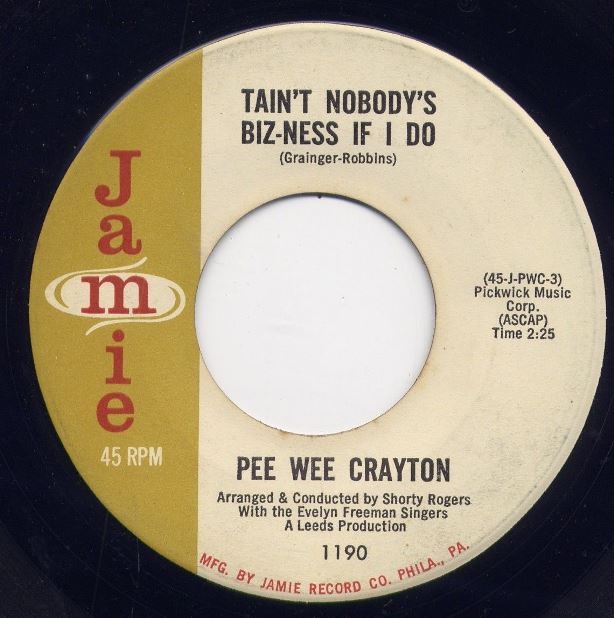 TAIN'T NOBODY'S
BIZ-NESS IF I DO
(Grainger-Robbins)
Jamie
45 RPM
(45-J-PWC-3)
Pickwick Music
Corp.
(ASCAP)
Time 2:25
PEE WEE CRAYTON
Arranged & Conducted by Shorty Rogers
With the Evelyn Freeman Singers
A Leeds Production
1190
MFG. BY JAMIE RECORD CO. PHILA., PA.